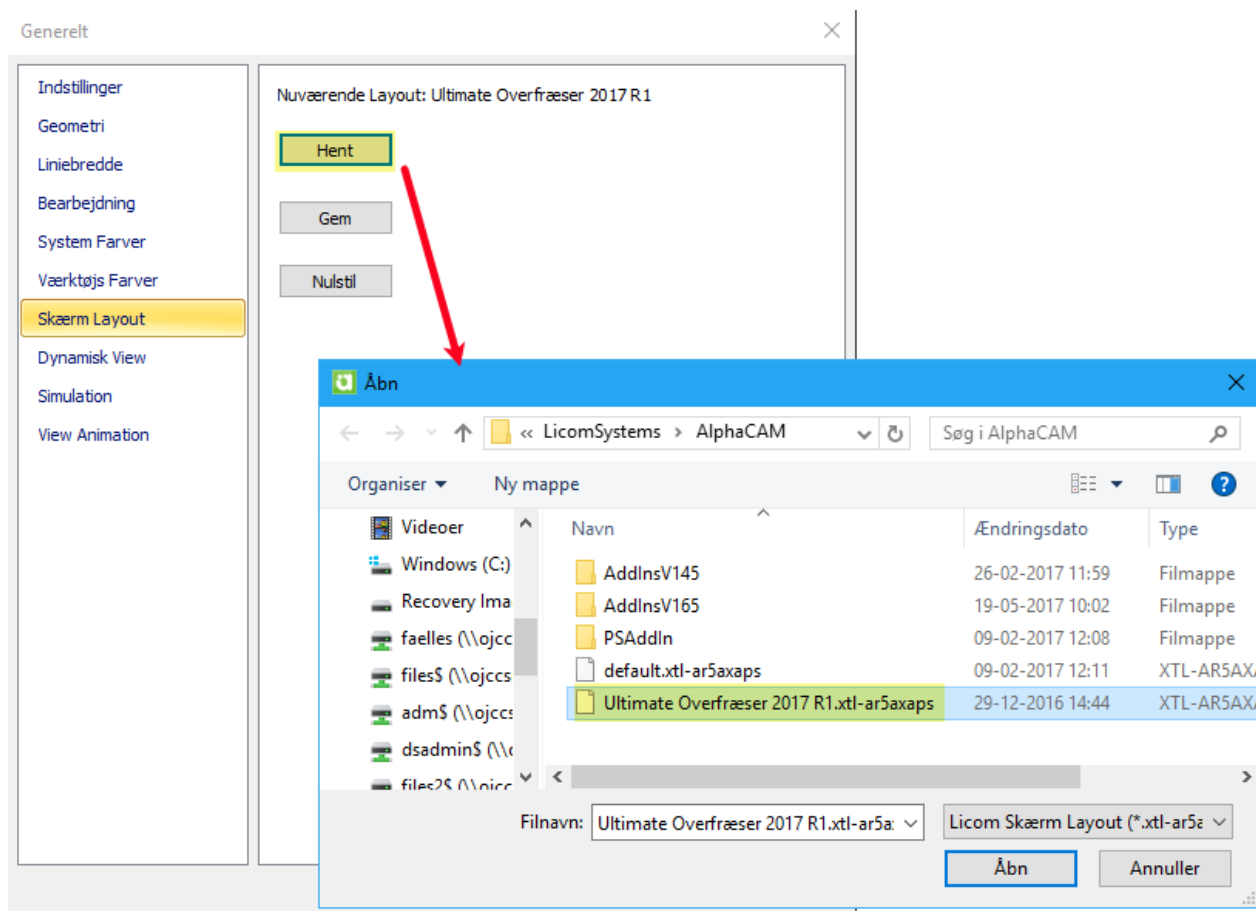 Generelt
Indstillinger
Geometri
Liniebredde
Bearbejdning
System Farver
Værktøjs Farver
Skærm Layout
Dynamisk View
Simulation
View Animation
Nuværende Layout: Ultimate Overfræser 2017 R1
Hent
Gem
Nulstil
Åbn
« LicomSystems > AlphaCAM
Søg i AlphaCAM
Organiser Ny mappe
Videoer
Windows (C:)
Recovery Ima
faelles (\\ojcc
files$ (\\ojccs
adm$ (\\ojccs
dsadmin$ (\\
files2$ (\\ojcc
Navn Ændringsdato Type
AddInsV145 26-02-2017 11:59 Filmappe
AddInsV165 19-05-2017 10:02 Filmappe
PSAddIn 09-02-2017 12:08 Filmappe
default.xtl-ar5axaps 09-02-2017 12:11 XTL-AR5AXA
Ultimate Overfræser 2017 R1.xtl-ar5axaps 29-12-2016 14:44 XTL-AR5AXA
Filnavn: Ultimate Overfræser 2017 R1.xtl-ar5a: Licom Skærm Layout (*.xtl-ar5a
Åbn Annuller